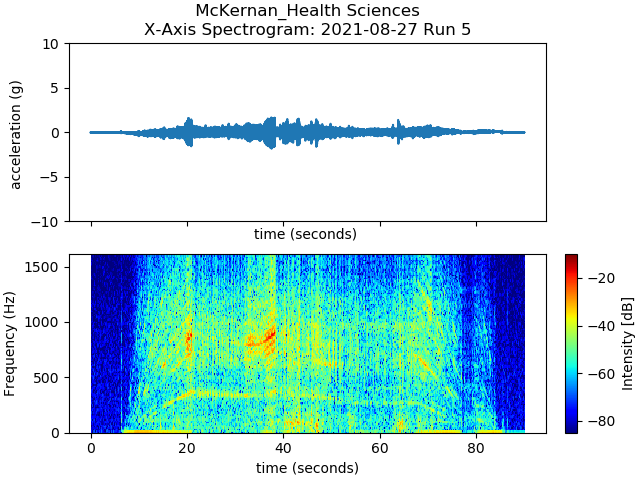 McKernan_Health Sciences
X-Axis Spectrogram: 2021-08-27 Run 5
10
5
0
−5
−10
acceleration (g)
time (seconds)
1500
1000
500
0
Frequency (Hz)
0 20 40 60 80
time (seconds)
−20
−40
−60
−80
Intensity [dB]